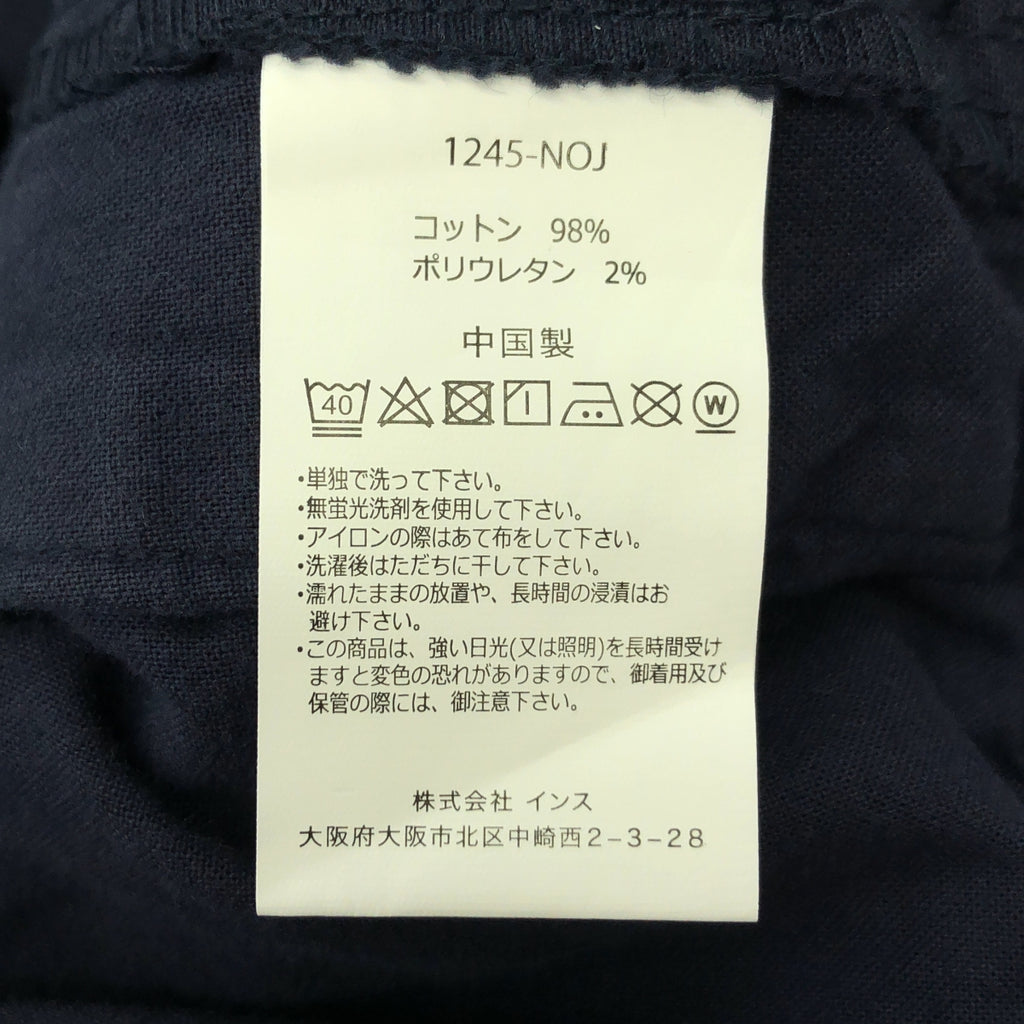 1245-NOJ
コットン 98%
ポリウレタン 2%
中国製
40 W
・単独で洗って下さい。
・無蛍光洗剤を使用して下さい。
・アイロンの際はあて布をして下さい。
・洗濯後はただちに干して下さい。
・濡れたままの放置や、長時間の浸漬はお
避け下さい。
・この商品は、強い日光(又は照明)を長時間受け
ますと変色の恐れがありますので、御着用及び
保管の際には、御注意下さい。
株式会社 インス
大阪府大阪市北区中崎西2-3-28